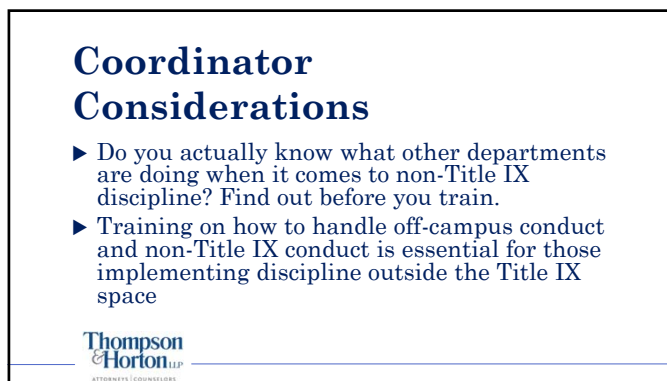 Coordinator
Considerations
▶ Do you actually know what other departments
are doing when it comes to non-Title IX
discipline? Find out before you train.
▶ Training on how to handle off-campus conduct
and non-Title IX conduct is essential for those
implementing discipline outside the Title IX
space
Thompson
&Horton LLP
ATTORNEYS | COUNSELORS